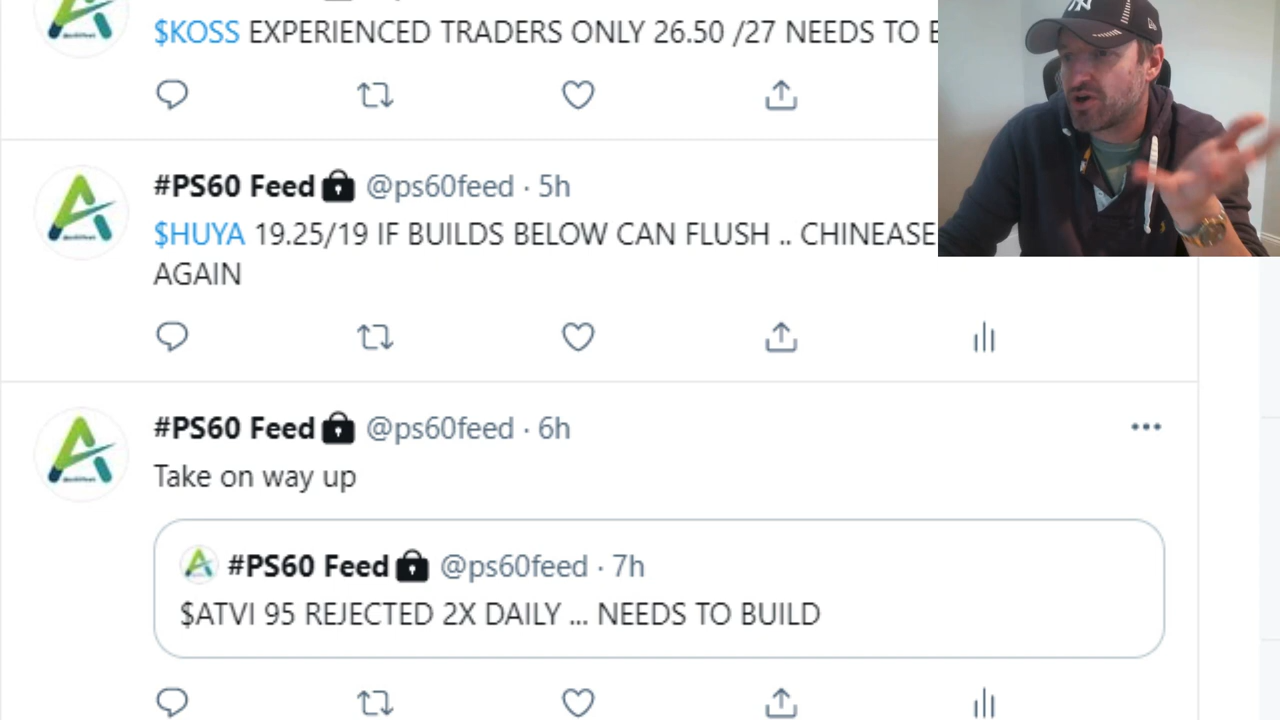 $KOSS EXPERIENCED TRADERS ONLY 26.50 /27 NEEDS TO
#PS60 Feed @ps60feed · 5h
$HUYA 19.25/19 IF BUILDS BELOW CAN FLUSH .. CHINEASE
AGAIN
#PS60 Feed @ps60feed · 6h
Take on way up
#PS60 Feed @ps60feed · 7h
$ATVI 95 REJECTED 2X DAILY ... NEEDS TO BUILD